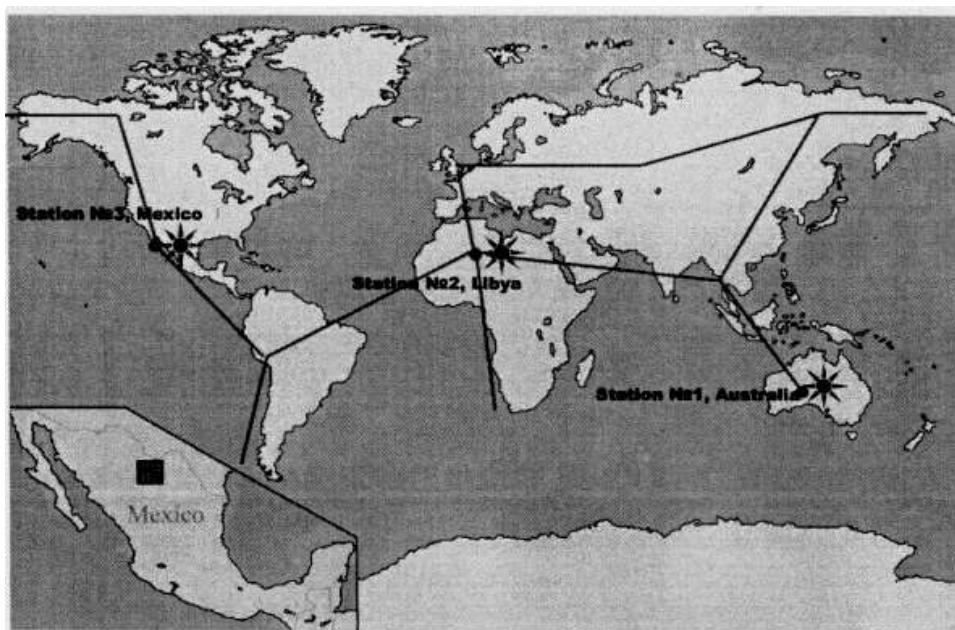 Station №3, Mexico
Station №2, Libya
Station №1, Australia
Mexico